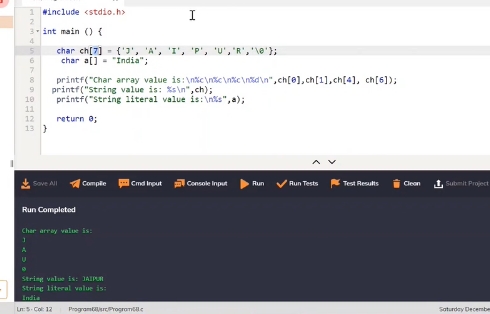 1 #include <stdio.h>
2
3 int main () {
4
5 char ch[7] = {'J', 'A', 'I', 'P', 'U','R','\0'};
6 char a[] = "India";
7
8 printf("Char array value is:\n%c\n%c\n%c\n%d\n",ch[0],ch[1],ch[4], ch[6]);
9 printf("String value is: %s\n",ch);
10 printf("String literal value is:\n%s",a);
11
12 return 0;
13 }
Save All Compile Cmd Input Console Input Run Run Tests Test Results Clean Submit Project
Run Completed
Char array value is:
J
A
U
0
String value is: JAIPUR
String literal value is:
India
Ln: 5- Col: 12 Program68/src/Program68.c Saturday Decembe